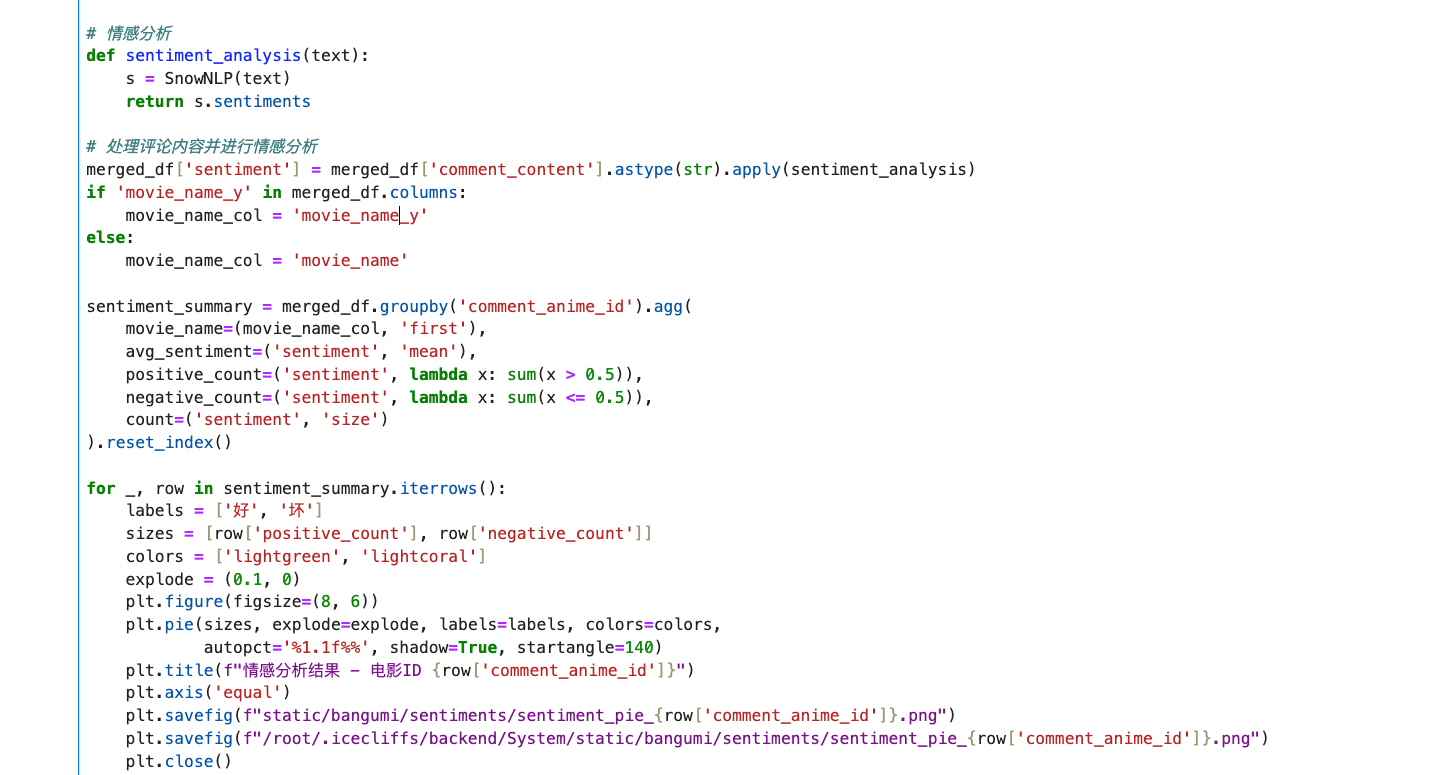 # 情感分析
def sentiment_analysis(text):
    s = SnowNLP(text)
    return s.sentiments
# 处理评论内容并进行情感分析
merged_df['sentiment'] = merged_df['comment_content'].astype(str).apply(sentiment_analysis)
if 'movie_name_y' in merged_df.columns:
    movie_name_col = 'movie_name_y'
else:
    movie_name_col = 'movie_name'
sentiment_summary = merged_df.groupby('comment_anime_id').agg(
    movie_name=(movie_name_col, 'first'),
    avg_sentiment=('sentiment', 'mean'),
    positive_count=('sentiment', lambda x: sum(x > 0.5)),
    negative_count=('sentiment', lambda x: sum(x <= 0.5)),
    count=('sentiment', 'size')
).reset_index()
for _, row in sentiment_summary.iterrows():
    labels = ['好', '坏']
    sizes = [row['positive_count'], row['negative_count']]
    colors = ['lightgreen', 'lightcoral']
    explode = (0.1, 0)
    plt.figure(figsize=(8, 6))
    plt.pie(sizes, explode=explode, labels=labels, colors=colors,
            autopct='%1.1f%%', shadow=True, startangle=140)
    plt.title(f"情感分析结果 - 电影ID {row['comment_anime_id']}")
    plt.axis('equal')
    plt.savefig(f"static/bangumi/sentiments/sentiment_pie_{row['comment_anime_id']}.png")
    plt.savefig(f"/root/.icecliffs/backend/System/static/bangumi/sentiments/sentiment_pie_{row['comment_anime_id']}.png")
    plt.close()